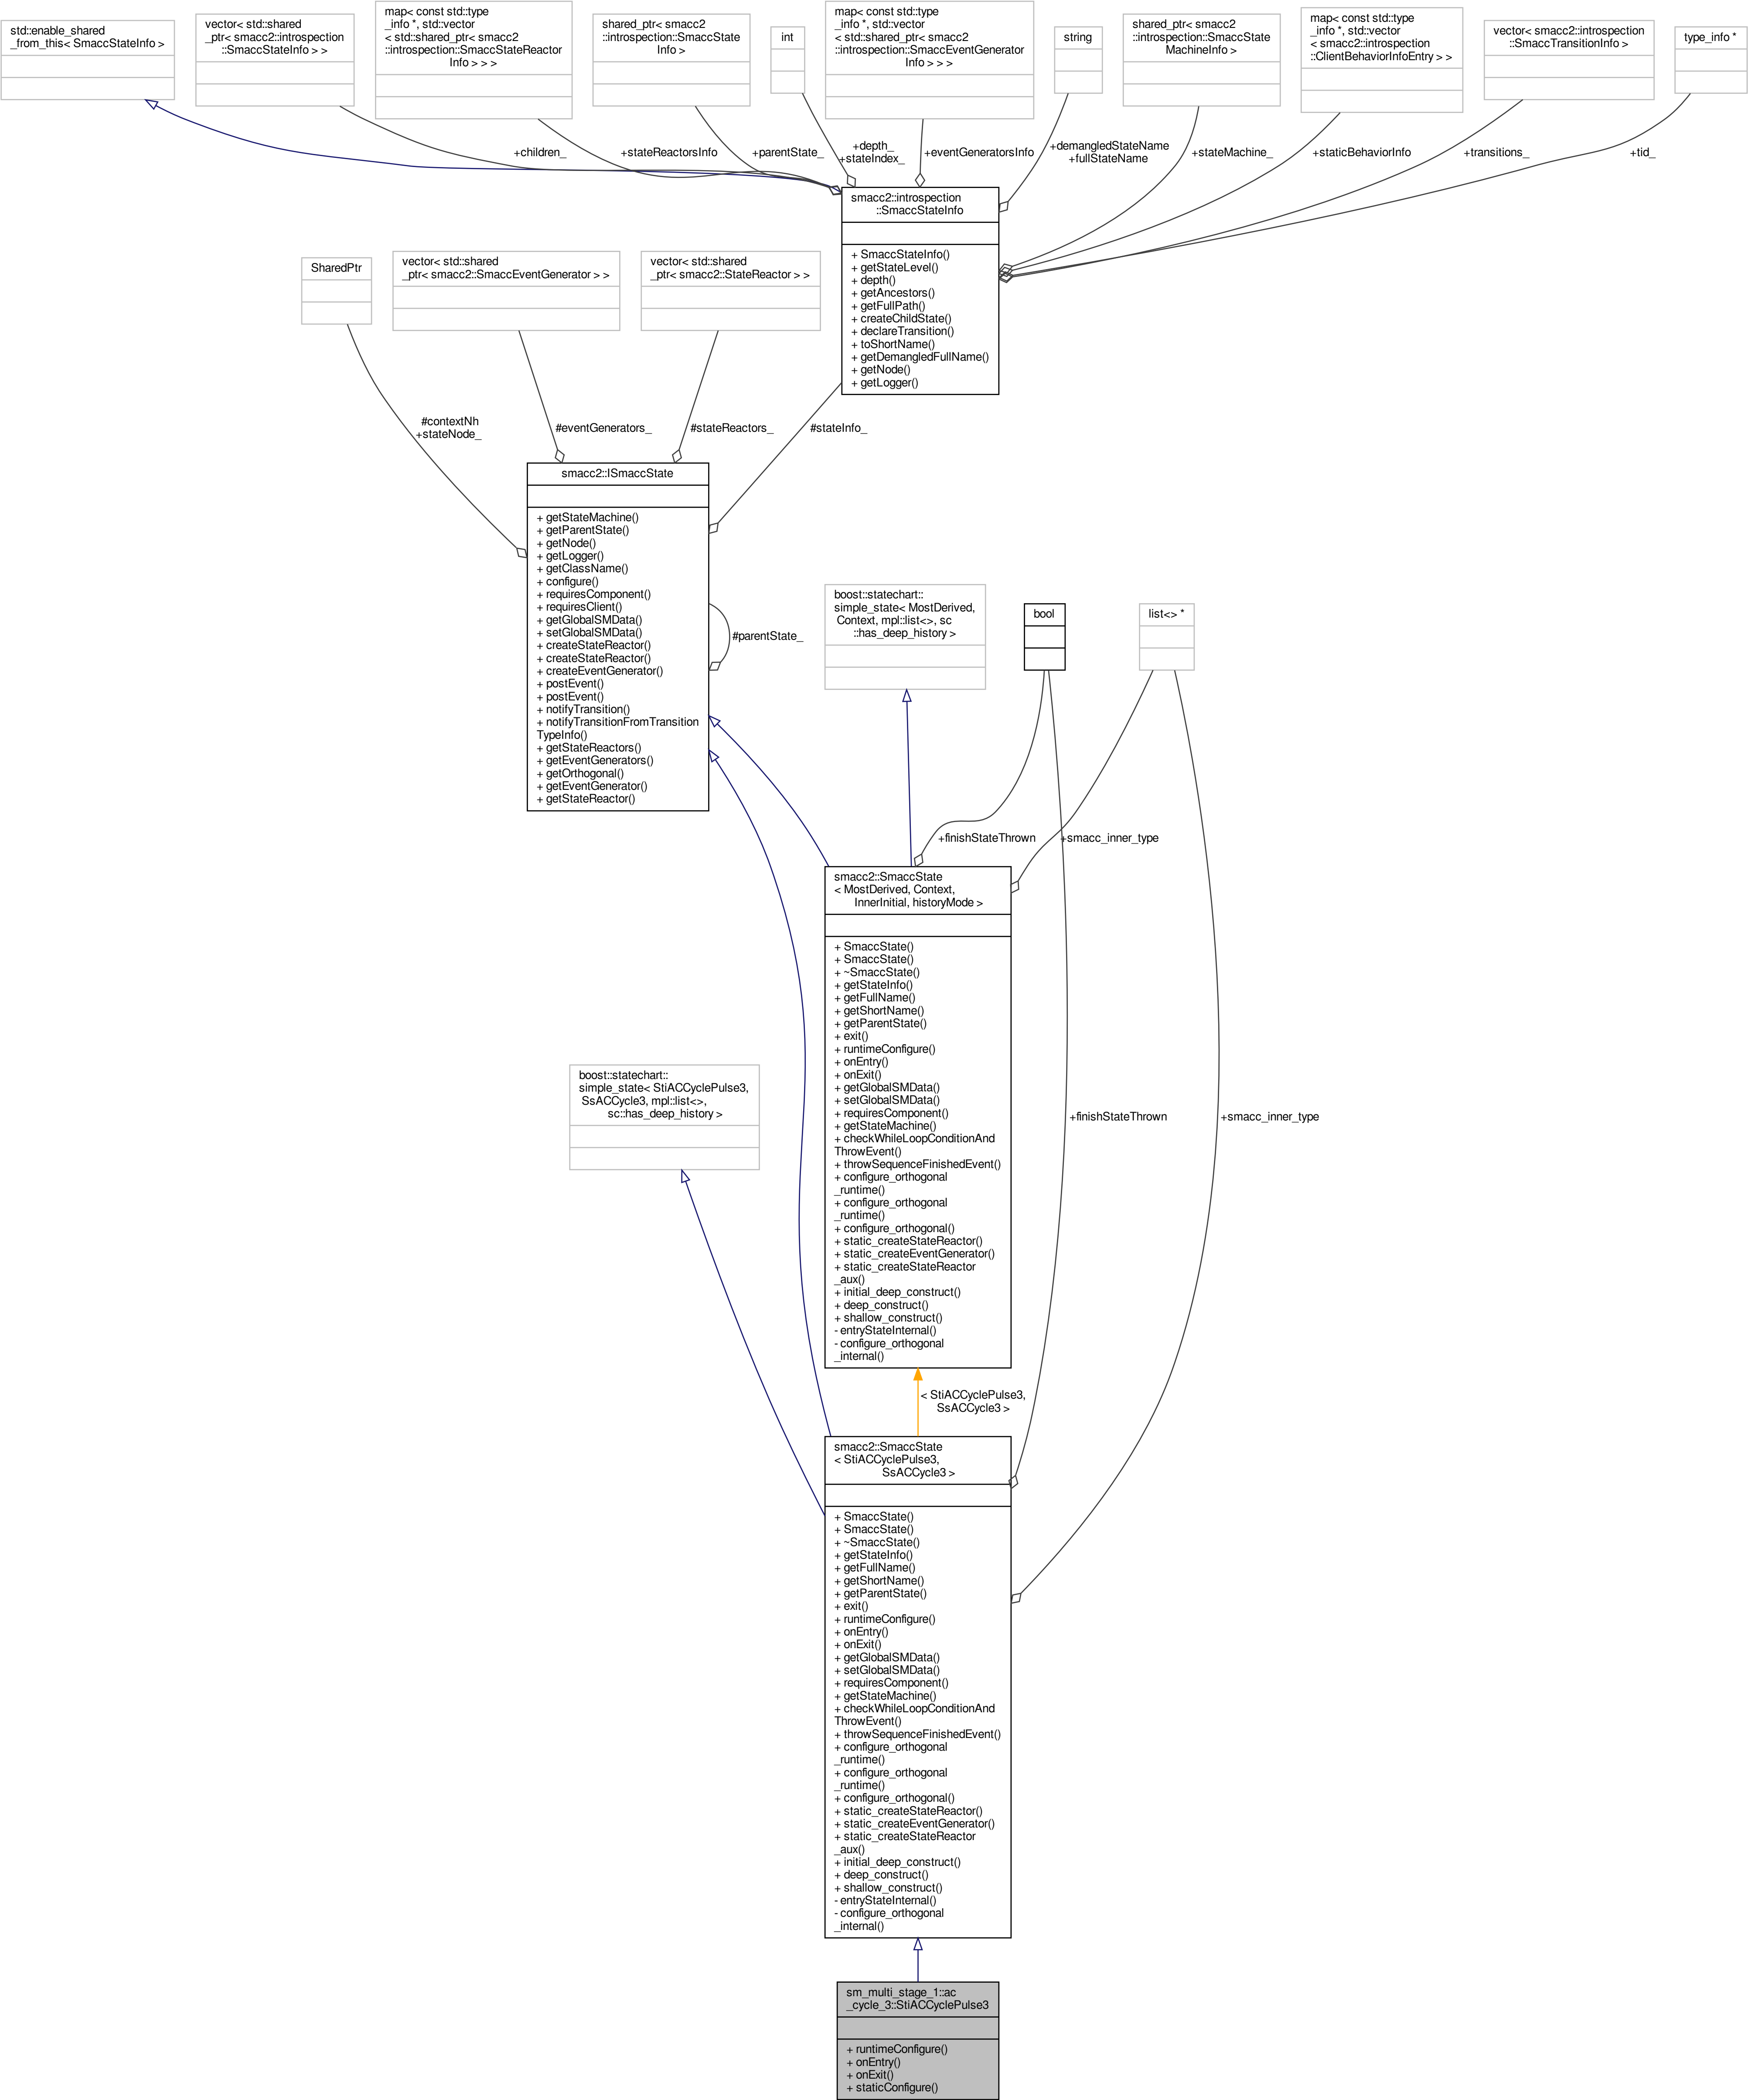 std::enable_shared
_from_this< SmaccStateInfo >
vector< std::shared
_ptr< smacc2::introspection
::SmaccStateInfo > >
map< const std::type
_info *, std::vector
< std::shared_ptr< smacc2
::introspection::SmaccStateReactor
Info > > >
shared_ptr< smacc2
::introspection::SmaccState
Info >
int
map< const std::type
_info *, std::vector
< std::shared_ptr< smacc2
::introspection::SmaccEventGenerator
Info > > >
string
shared_ptr< smacc2
::introspection::SmaccState
MachineInfo >
map< const std::type
_info *, std::vector
< smacc2::introspection
::ClientBehaviorInfoEntry > >
vector< smacc2::introspection
::SmaccTransitionInfo >
type_info *
+children_
+stateReactorsInfo
+parentState_
+depth_
+stateIndex_
+eventGeneratorsInfo
+demangledStateName
+fullStateName
+stateMachine_
+staticBehaviorInfo
+transitions_
+tid_
smacc2::introspection
::SmaccStateInfo
+ SmaccStateInfo()
+ getStateLevel()
+ depth()
+ getAncestors()
+ getFullPath()
+ createChildState()
+ declareTransition()
+ toShortName()
+ getDemangledFullName()
+ getNode()
+ getLogger()
SharedPtr
vector< std::shared
_ptr< smacc2::SmaccEventGenerator > >
vector< std::shared
_ptr< smacc2::StateReactor > >
#contextNh
+stateNode_
#eventGenerators_
#stateReactors_
#stateInfo_
smacc2::ISmaccState
+ getStateMachine()
+ getParentState()
+ getNode()
+ getLogger()
+ getClassName()
+ configure()
+ requiresComponent()
+ requiresClient()
+ getGlobalSMData()
+ setGlobalSMData()
+ createStateReactor()
+ createStateReactor()
+ createEventGenerator()
+ postEvent()
+ postEvent()
+ notifyTransition()
+ notifyTransitionFromTransition
TypeInfo()
+ getStateReactors()
+ getEventGenerators()
+ getOrthogonal()
+ getEventGenerator()
+ getStateReactor()
#parentState_
boost::statechart::
simple_state< MostDerived,
Context, mpl::list<>, sc
::has_deep_history >
bool
list<> *
+finishStateThrown
+smacc_inner_type
smacc2::SmaccState
< MostDerived, Context,
InnerInitial, historyMode >
+ SmaccState()
+ SmaccState()
+ ~SmaccState()
+ getStateInfo()
+ getFullName()
+ getShortName()
+ getParentState()
+ exit()
+ runtimeConfigure()
+ onEntry()
+ onExit()
+ getGlobalSMData()
+ setGlobalSMData()
+ requiresComponent()
+ getStateMachine()
+ checkWhileLoopConditionAnd
ThrowEvent()
+ throwSequenceFinishedEvent()
+ configure_orthogonal
_runtime()
+ configure_orthogonal
_runtime()
+ configure_orthogonal()
+ static_createStateReactor()
+ static_createEventGenerator()
+ static_createStateReactor
_aux()
+ initial_deep_construct()
+ deep_construct()
+ shallow_construct()
- entryStateInternal()
- configure_orthogonal
_internal()
boost::statechart::
simple_state< StiACCyclePulse3,
SsACCycle3, mpl::list<>,
sc::has_deep_history >
+finishStateThrown
+smacc_inner_type
< StiACCyclePulse3,
SsACCycle3 >
smacc2::SmaccState
< StiACCyclePulse3,
SsACCycle3 >
+ SmaccState()
+ SmaccState()
+ ~SmaccState()
+ getStateInfo()
+ getFullName()
+ getShortName()
+ getParentState()
+ exit()
+ runtimeConfigure()
+ onEntry()
+ onExit()
+ getGlobalSMData()
+ setGlobalSMData()
+ requiresComponent()
+ getStateMachine()
+ checkWhileLoopConditionAnd
ThrowEvent()
+ throwSequenceFinishedEvent()
+ configure_orthogonal
_runtime()
+ configure_orthogonal
_runtime()
+ configure_orthogonal()
+ static_createStateReactor()
+ static_createEventGenerator()
+ static_createStateReactor
_aux()
+ initial_deep_construct()
+ deep_construct()
+ shallow_construct()
- entryStateInternal()
- configure_orthogonal
_internal()
sm_multi_stage_1::ac
_cycle_3::StiACCyclePulse3
+ runtimeConfigure()
+ onEntry()
+ onExit()
+ staticConfigure()